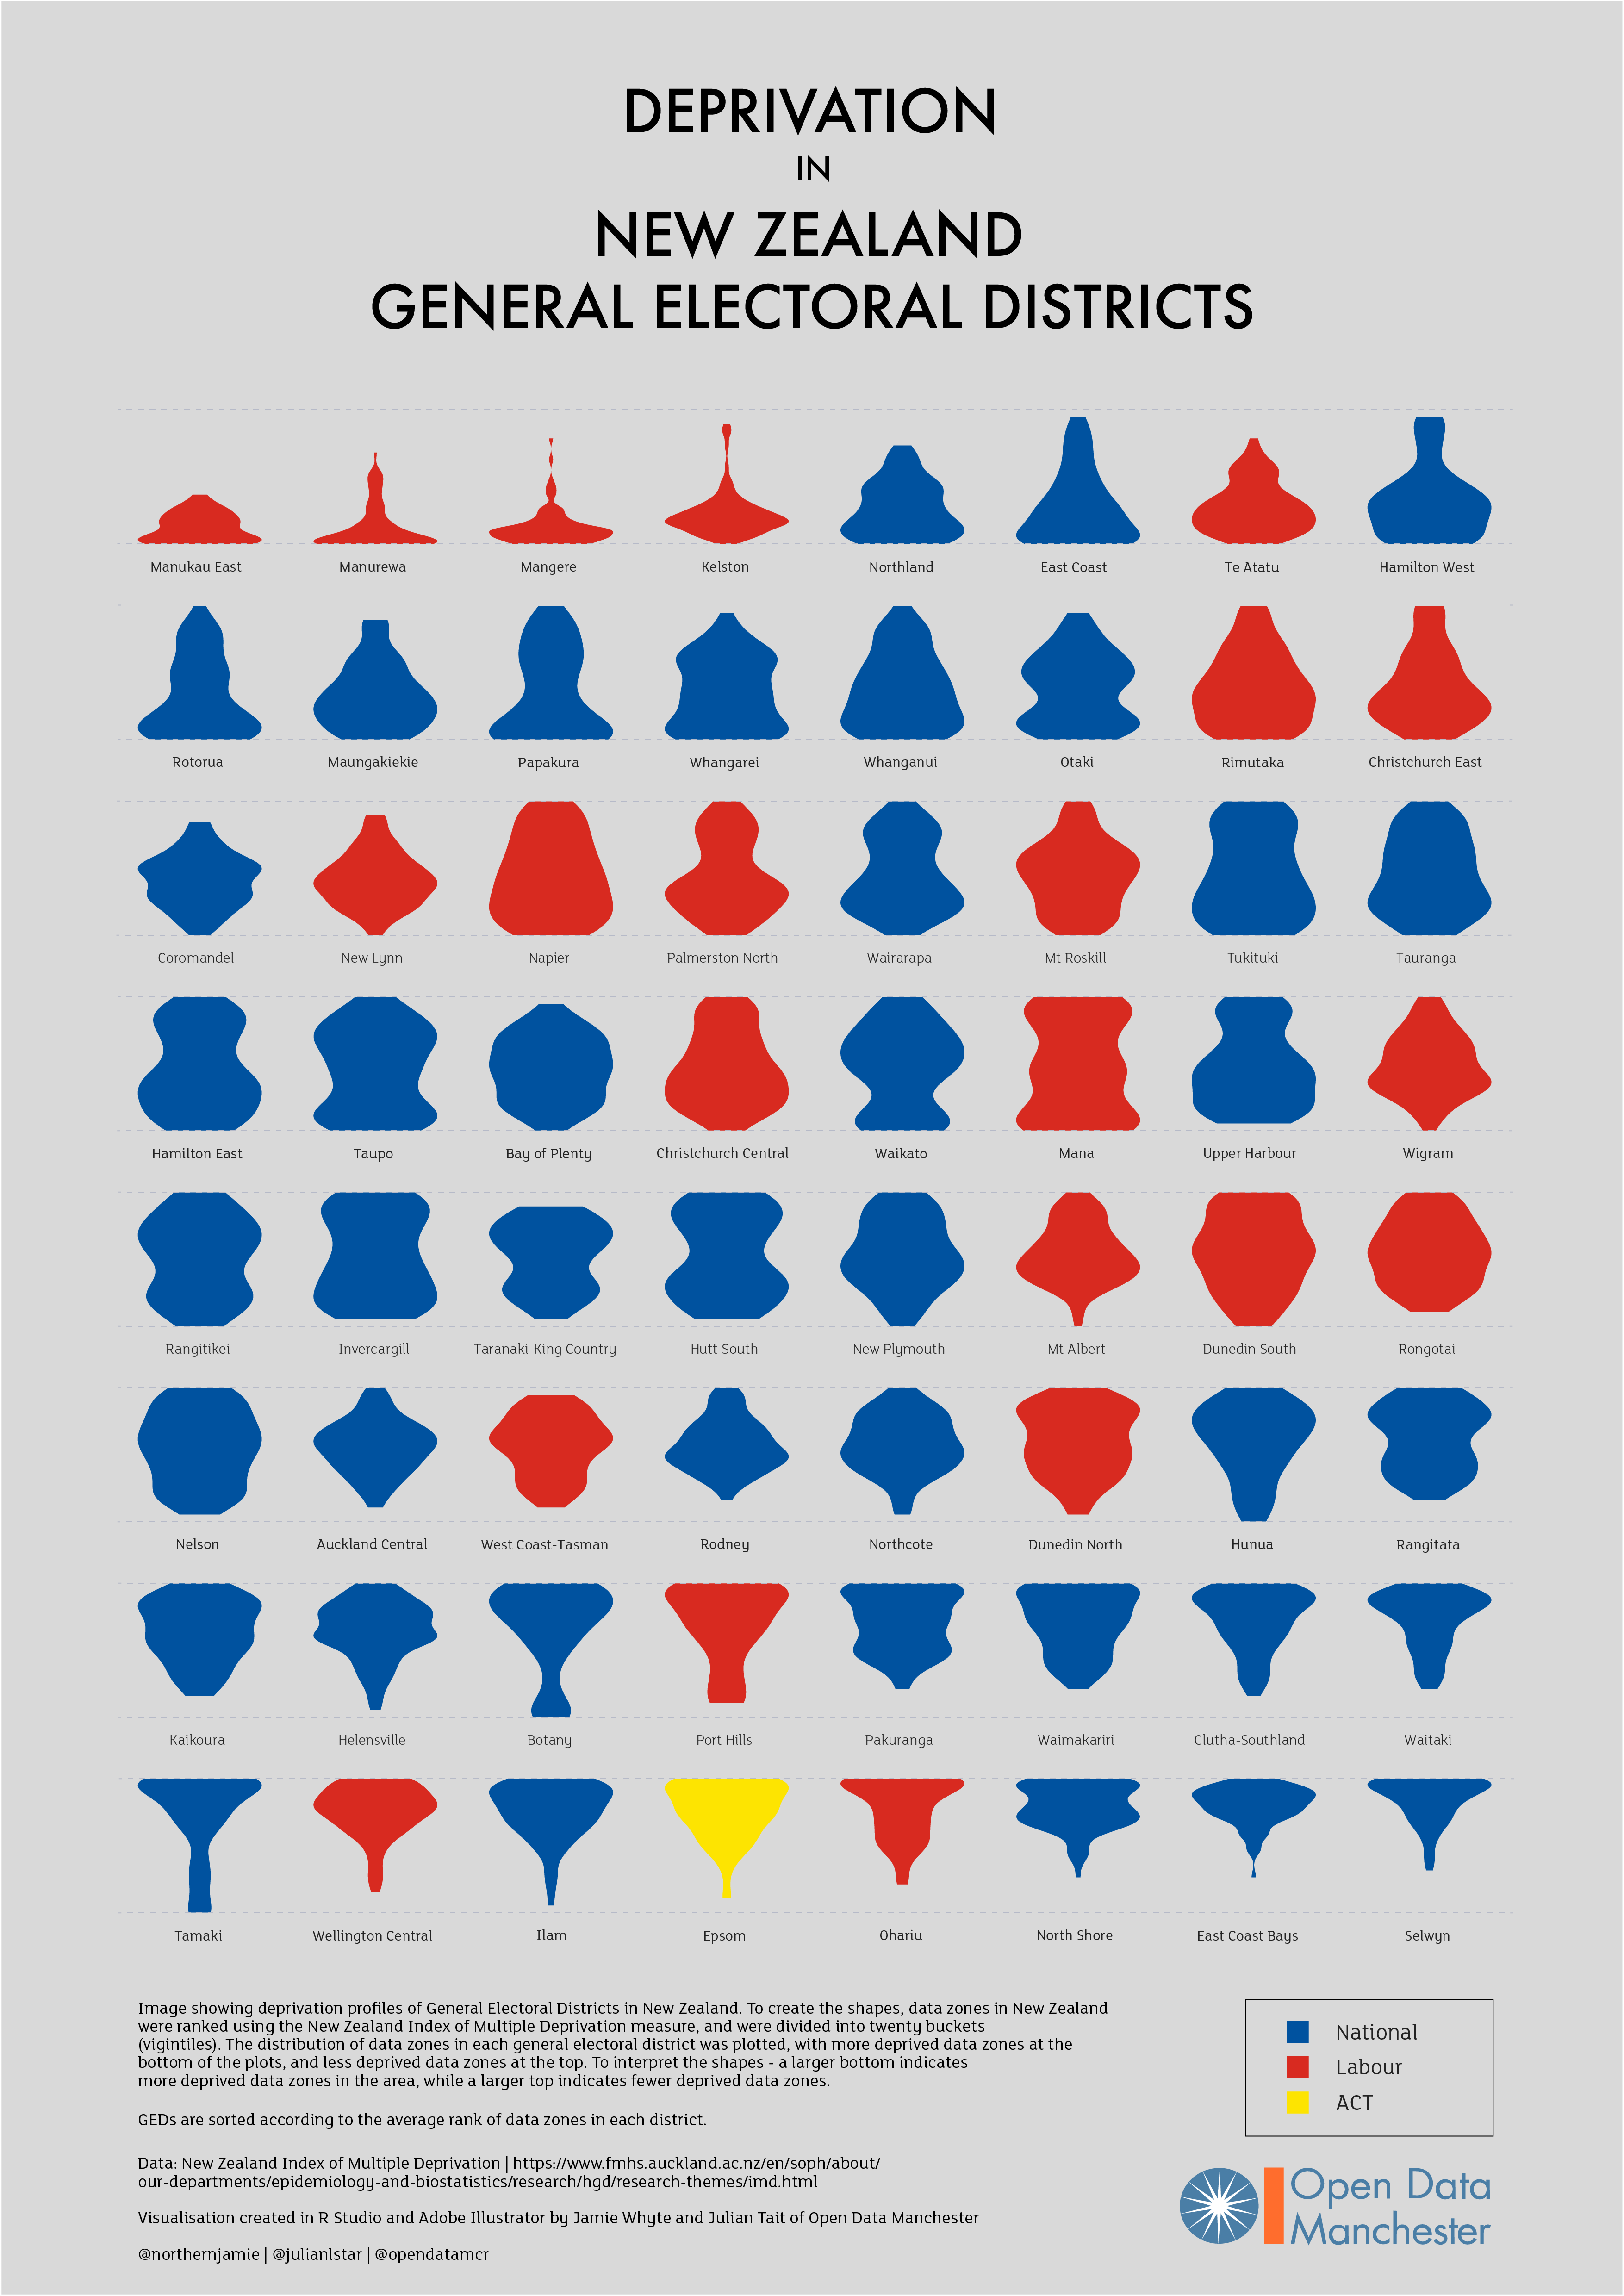 DEPRIVATION
IN
NEW ZEALAND
GENERAL ELECTORAL DISTRICTS
Manukau East
Manurewa
Mangere
Kelston
Northland
East Coast
Te Atatu
Hamilton West
Rotorua
Maungakiekie
Papakura
Whangarei
Whanganui
Otaki
Rimutaka
Christchurch East
Coromandel
New Lynn
Napier
Palmerston North
Wairarapa
Mt Roskill
Tukituki
Tauranga
Hamilton East
Taupo
Bay of Plenty
Christchurch Central
Waikato
Mana
Upper Harbour
Wigram
Rangitikei
Invercargill
Taranaki-King Country
Hutt South
New Plymouth
Mt Albert
Dunedin South
Rongotai
Nelson
Auckland Central
West Coast-Tasman
Rodney
Northcote
Dunedin North
Hunua
Rangitata
Kaikoura
Helensville
Botany
Port Hills
Pakuranga
Waimakariri
Clutha-Southland
Waitaki
Tamaki
Wellington Central
Ilam
Epsom
Ohariu
North Shore
East Coast Bays
Selwyn
Image showing deprivation profiles of General Electoral Districts in New Zealand. To create the shapes, data zones in New Zealand
were ranked using the New Zealand Index of Multiple Deprivation measure, and were divided into twenty buckets
(vigintiles). The distribution of data zones in each general electoral district was plotted, with more deprived data zones at the
bottom of the plots, and less deprived data zones at the top. To interpret the shapes - a larger bottom indicates
more deprived data zones in the area, while a larger top indicates fewer deprived data zones.
GEDs are sorted according to the average rank of data zones in each district.
Data: New Zealand Index of Multiple Deprivation | https://www.fmhs.auckland.ac.nz/en/soph/about/
our-departments/epidemiology-and-biostatistics/research/hgd/research-themes/imd.html
Visualisation created in R Studio and Adobe Illustrator by Jamie Whyte and Julian Tait of Open Data Manchester
@northernjamie | @julianlstar | @opendatamcr
National
Labour
ACT
Open Data
Manchester